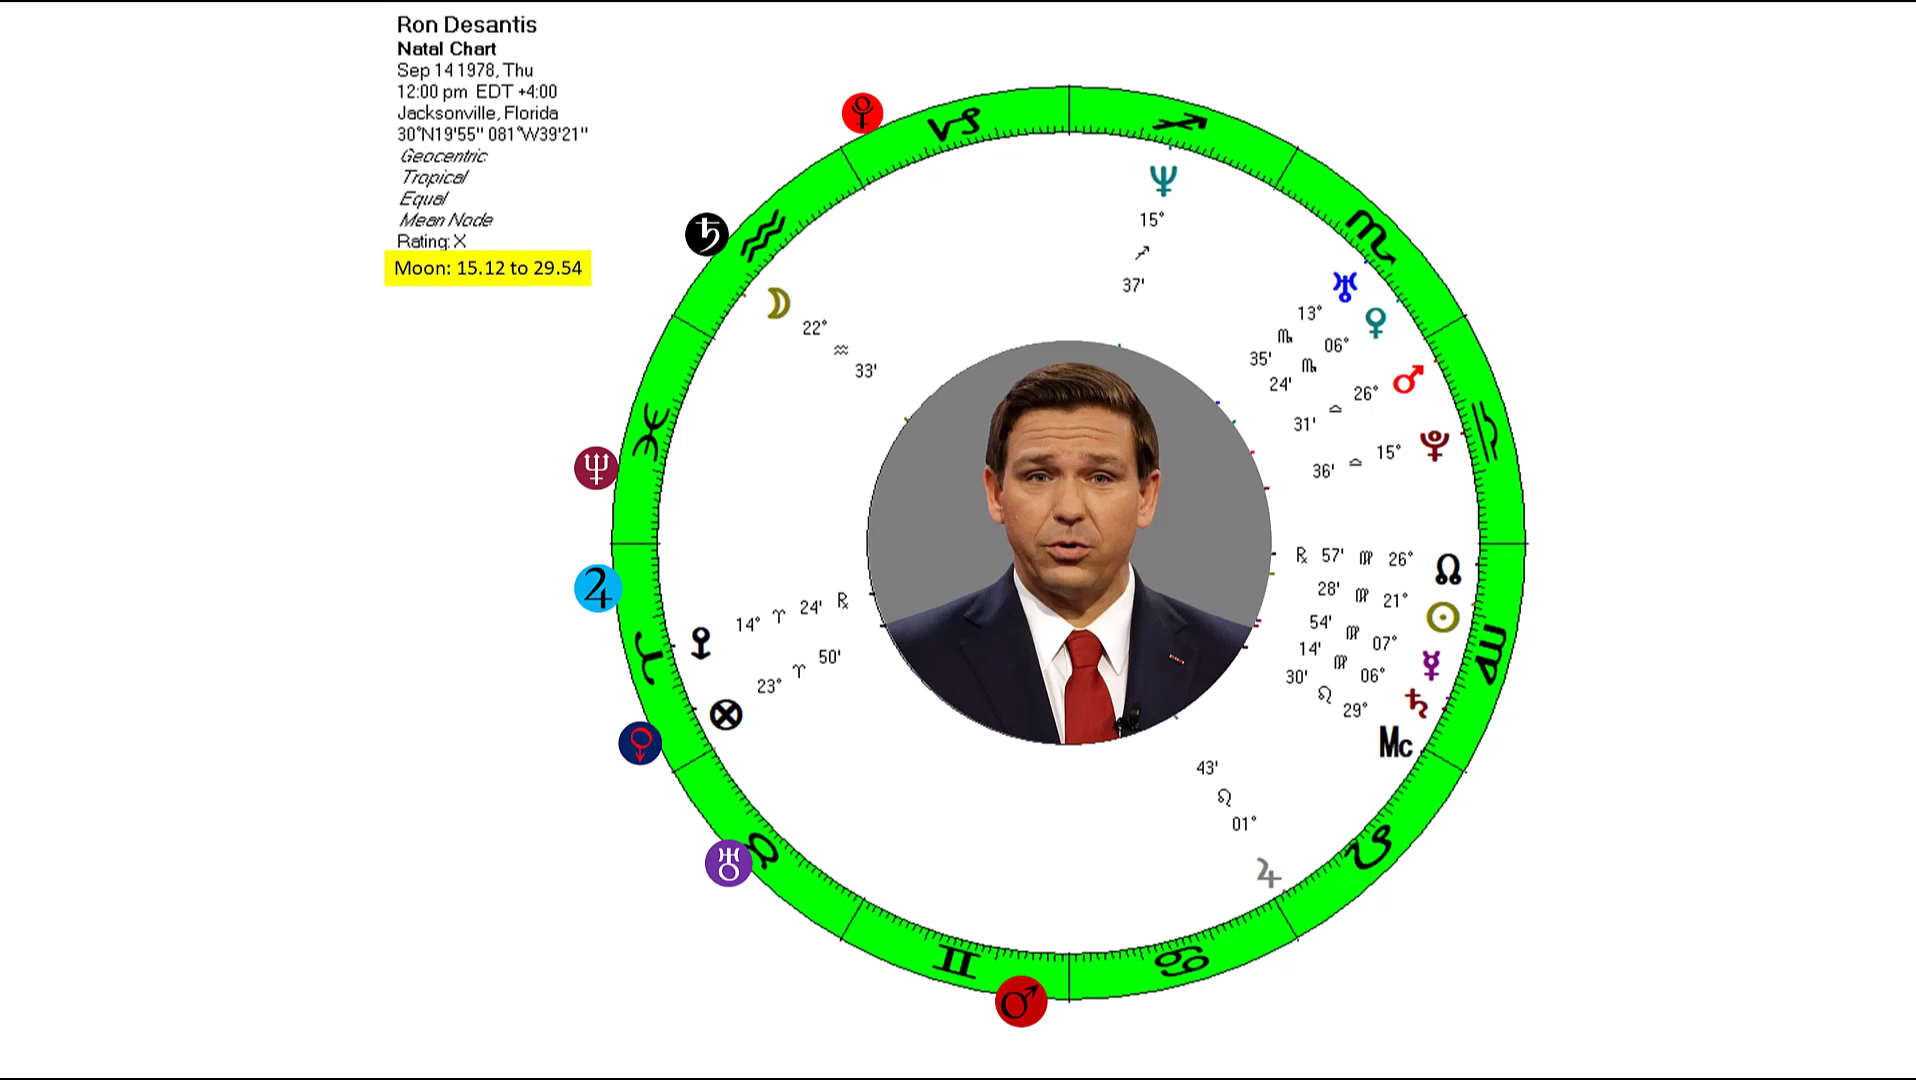 Ron Desantis
Natal Chart
Sep 14 1978, Thu
12:00 pm EDT +4:00
Jacksonville, Florida
30°N19'55" 081°W39'21"
Geocentric
Tropical
Equal
Mean Node
Rating: X
Moon: 15.12 to 29.54
♑ ♐
♆
15°
♐
37'
♒ ♏
☽ 22° ♒ 33'
13° ♏ 35'
06° ♏ 24'
♂ 26° ♎ 31'
15° ♎ 36'
♓ ♎
℞ 57' ♍ 26° ☊
28' ♍ 21° ☉
54' ♍ 07° ☿
14' ♍ 06° ♄
30' ♌ 29° Mc
14° ♈ 24' ℞
23° ♈ 50'
♈ ♍
43'
♌
01°
♃
♉ ♌
♊ ♋